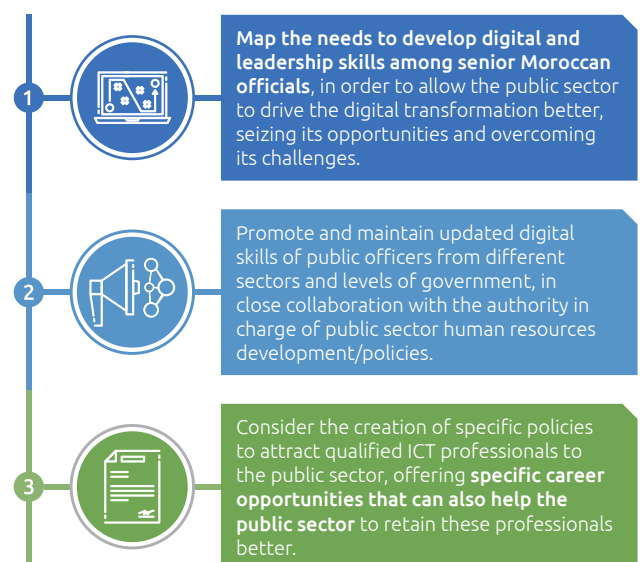 1
Map the needs to develop digital and
leadership skills among senior Moroccan
officials, in order to allow the public sector
to drive the digital transformation better,
seizing its opportunities and overcoming
its challenges.
2
Promote and maintain updated digital
skills of public officers from different
sectors and levels of government, in
close collaboration with the authority in
charge of public sector human resources
development/policies.
3
Consider the creation of specific policies
to attract qualified ICT professionals to
the public sector, offering specific career
opportunities that can also help the
public sector to retain these professionals
better.